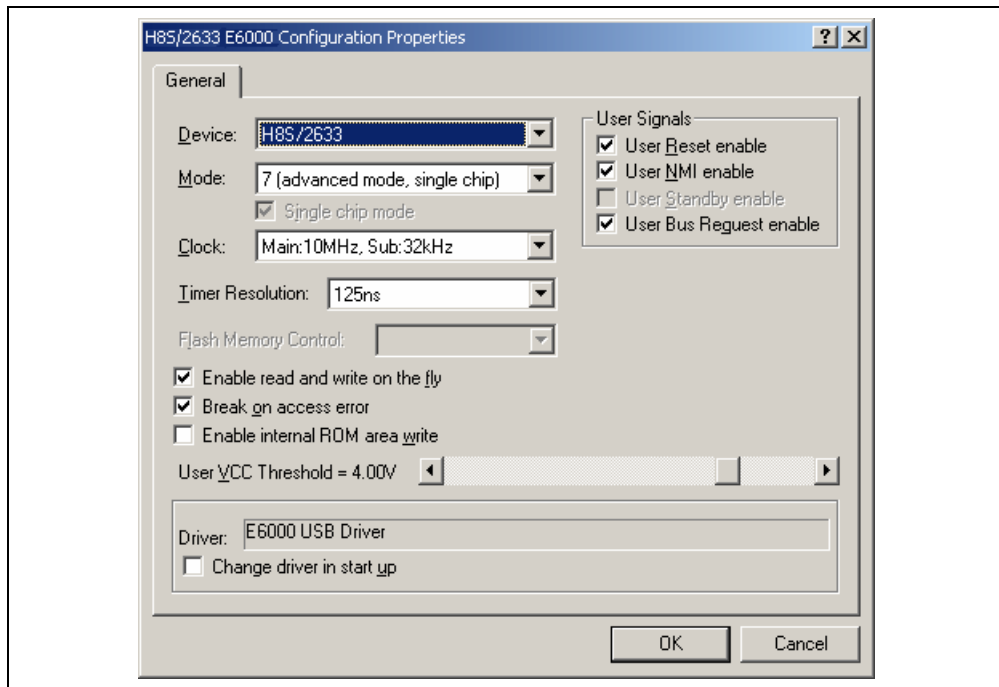 H8S/2633 E6000 Configuration Properties
General
Device: H8S/2633
Mode: 7 (advanced mode, single chip)
Single chip mode
Clock: Main:10MHz, Sub:32kHz
Timer Resolution: 125ns
Flash Memory Control:
Enable read and write on the fly
Break on access error
Enable internal ROM area write
User VCC Threshold = 4.00V
User Signals
User Reset enable
User NMI enable
User Standby enable
User Bus Reguest enable
Driver: E6000 USB Driver
Change driver in start up
OK Cancel